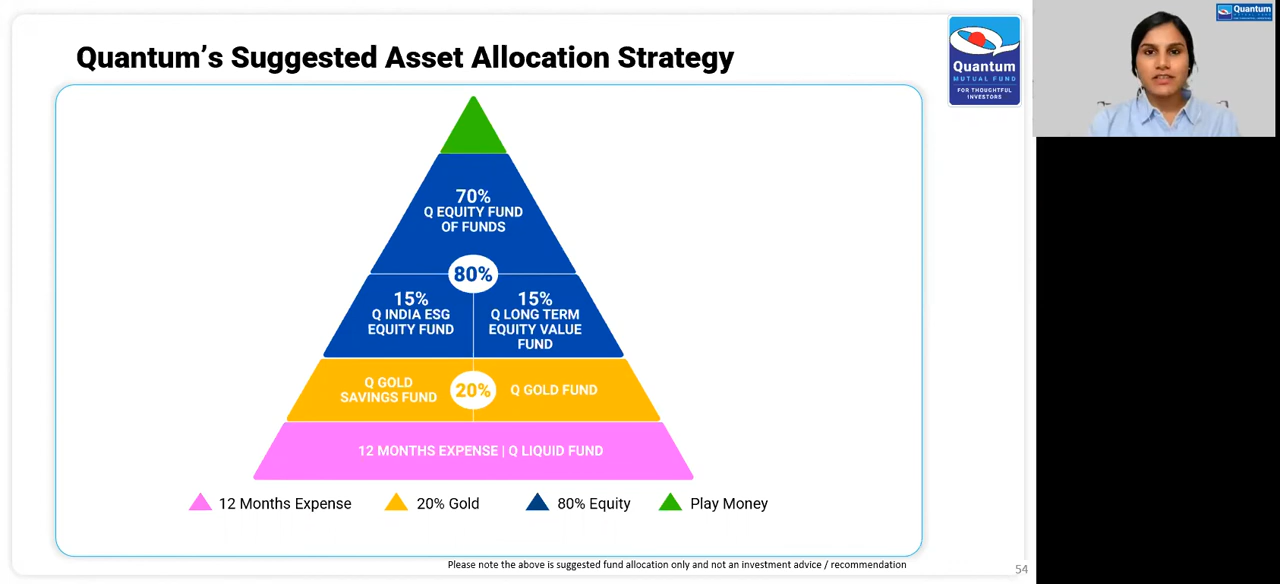 Quantum's Suggested Asset Allocation Strategy
Quantum
MUTUAL FUND
FOR THOUGHTFUL
INVESTORS
Quantum
70%
Q EQUITY FUND
OF FUNDS
80%
15%
Q INDIA ESG
EQUITY FUND
15%
Q LONG TERM
EQUITY VALUE
FUND
Q GOLD
SAVINGS FUND
20%
Q GOLD FUND
12 MONTHS EXPENSE | Q LIQUID FUND
12 Months Expense
20% Gold
80% Equity
Play Money
Please note the above is suggested fund allocation only and not an investment advice / recommendation
54